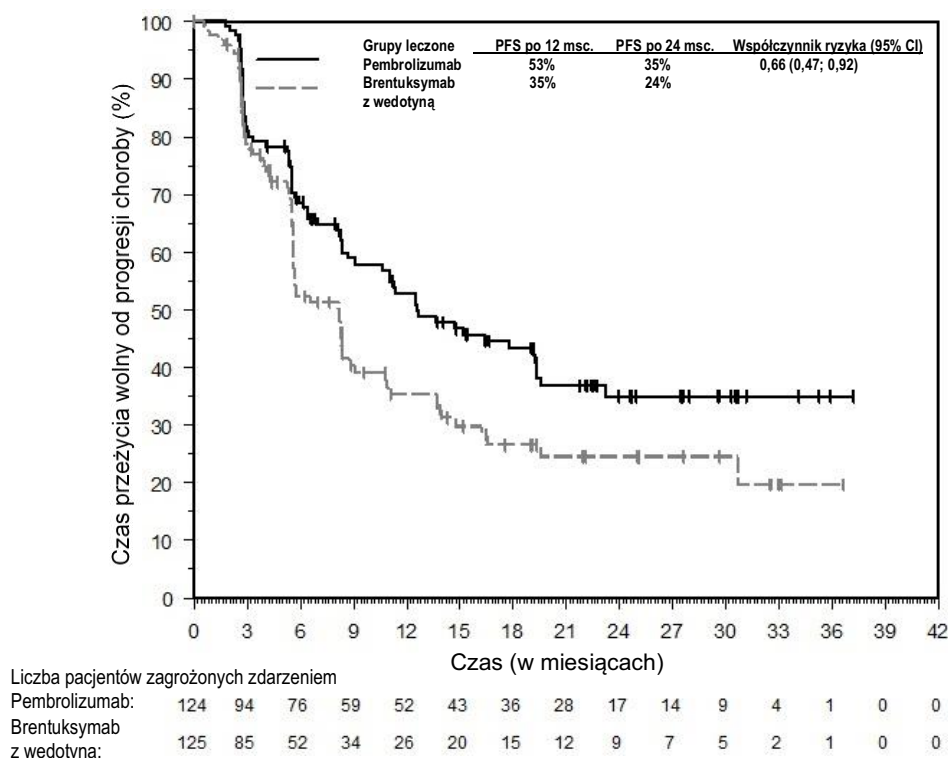 Grupy leczone PFS po 12 msc. PFS po 24 msc. Współczynnik ryzyka (95% CI)
Pembrolizumab 53% 35% 0,66 (0,47; 0,92)
Brentuksymab 35% 24%
z wedotyną
Czas przeżycia wolny od progresji choroby (%)
100
90
80
70
60
50
40
30
20
10
0
0 3 6 9 12 15 18 21 24 27 30 33 36 39 42
Czas (w miesiącach)
Liczba pacjentów zagrożonych zdarzeniem
Pembrolizumab: 124 94 76 59 52 43 36 28 17 14 9 4 1 0 0
Brentuksymab
z wedotyna: 125 85 52 34 26 20 15 12 9 7 5 2 1 0 0